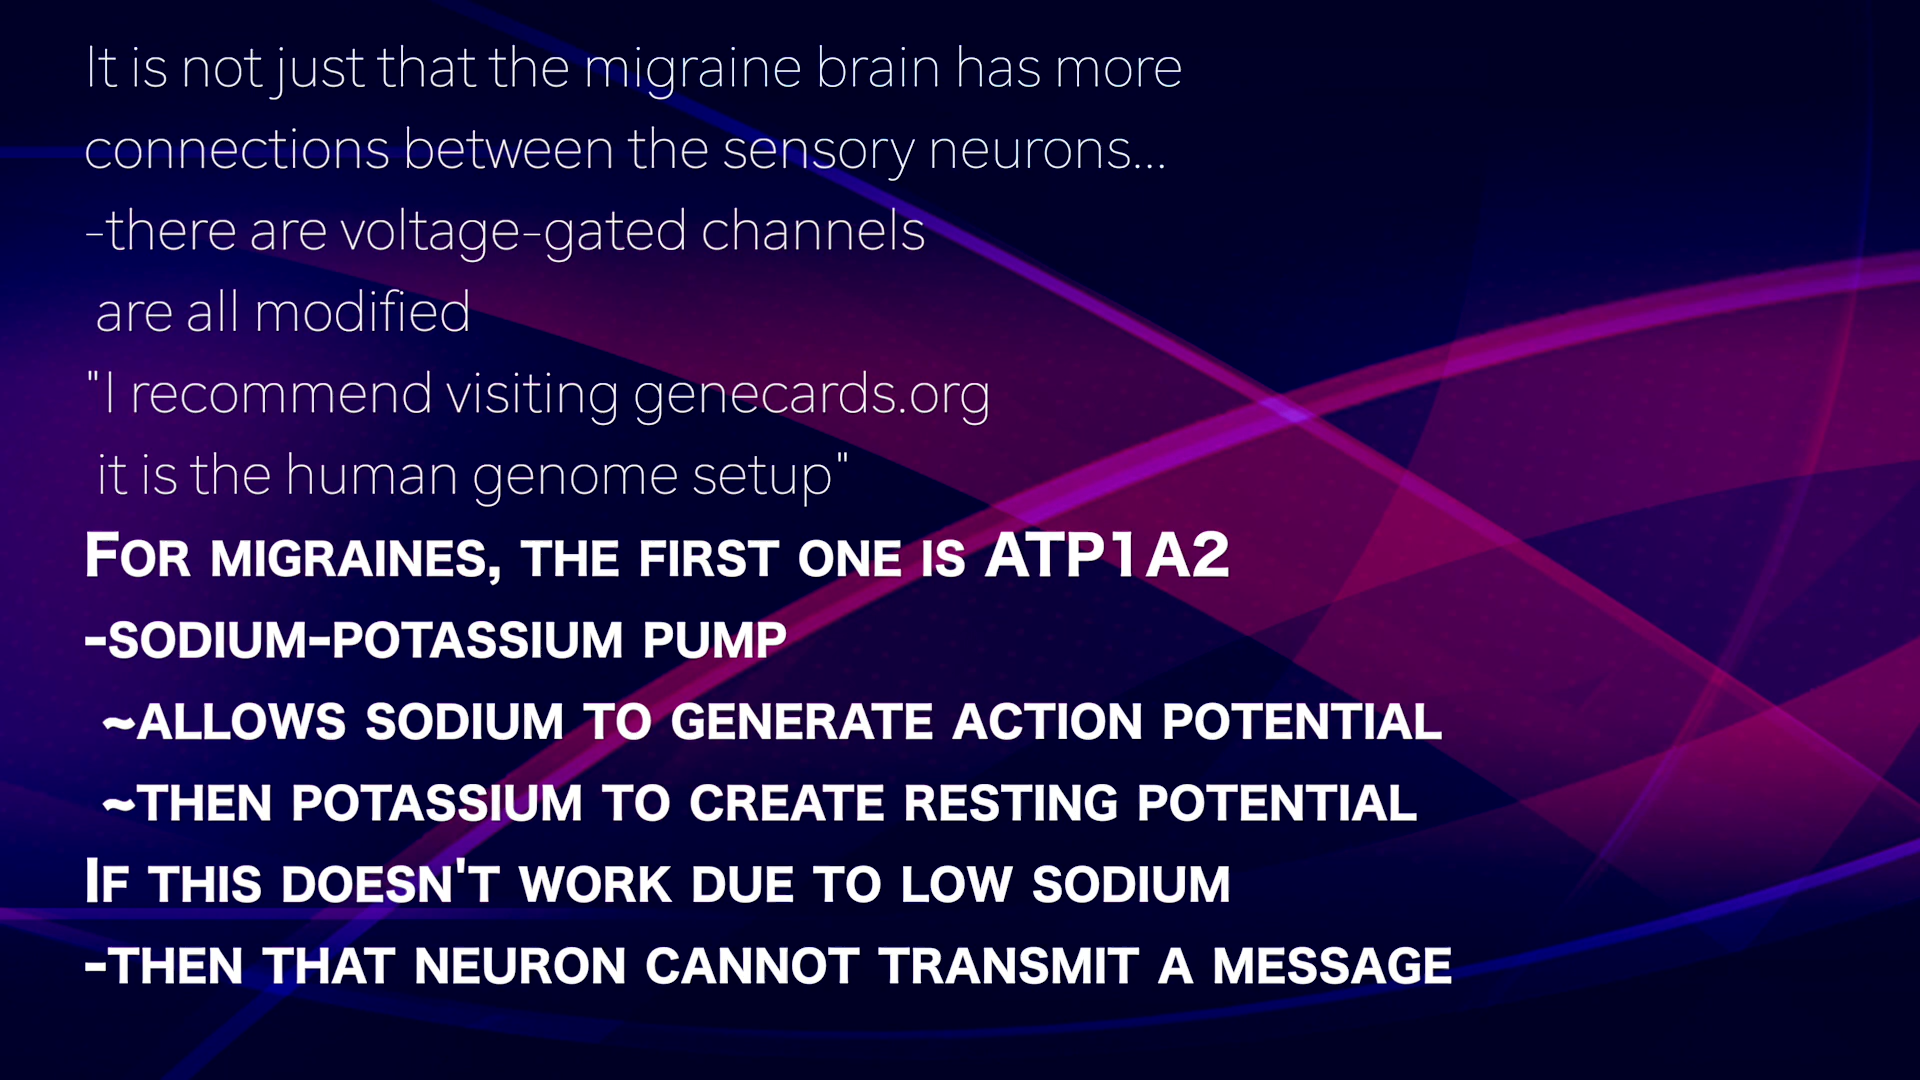 It is not just that the migraine brain has more
connections between the sensory neurons...
-there are voltage-gated channels
are all modified
"I recommend visiting genecards.org
it is the human genome setup"
For migraines, the first one is ATP1A2
-sodium-potassium pump
~allows sodium to generate action potential
~then potassium to create resting potential
If this doesn't work due to low sodium
-then that neuron cannot transmit a message